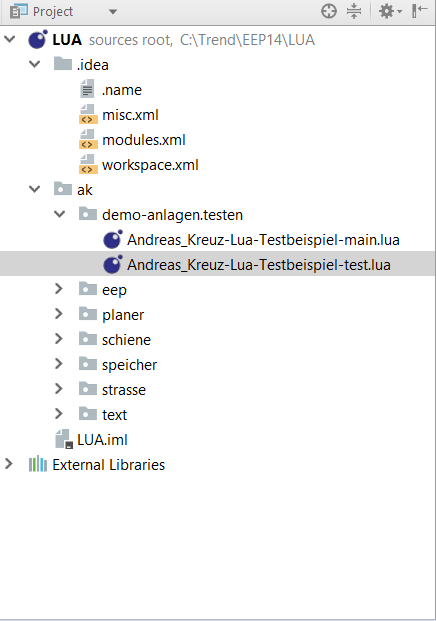 Project
LUA sources root, C:\Trend\EEP14\LUA
.idea
.name
misc.xml
modules.xml
workspace.xml
ak
demo-anlagen.testen
Andreas_Kreuz-Lua-Testbeispiel-main.lua
Andreas_Kreuz-Lua-Testbeispiel-test.lua
eep
planer
schiene
speicher
strasse
text
LUA.iml
External Libraries